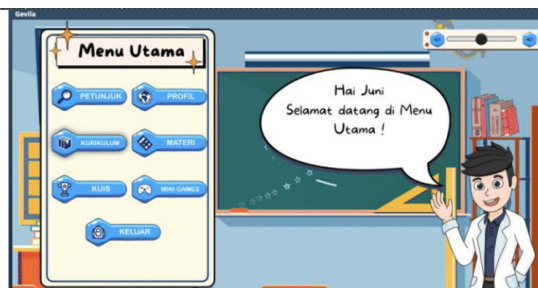 Gevila
Menu Utama
PETUNJUK
PROFIL
KURIKULUM
MATERI
KUIS
MINI GAMES
KELUAR
Hai Juni
Selamat datang di Menu
Utama !